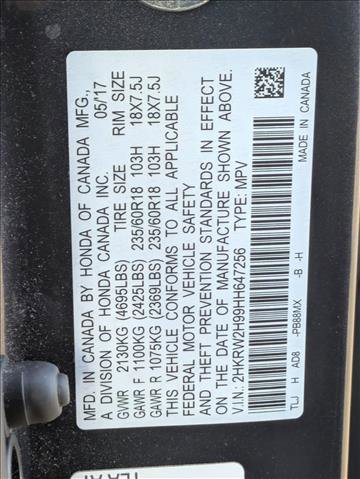 MFD. IN CANADA BY HONDA OF CANADA MFG.,
A DIVISION OF HONDA CANADA INC. 05/'17
GVWR 2130KG (4695LBS) TIRE SIZE RIM SIZE
GAWR F 1100KG (2425LBS) 235/60R18 103H 18X7.5J
GAWR R 1075KG (2369LBS) 235/60R18 103H 18X7.5J
THIS VEHICLE CONFORMS TO ALL APPLICABLE
FEDERAL MOTOR VEHICLE SAFETY
AND THEFT PREVENTION STANDARDS IN EFFECT
ON THE DATE OF MANUFACTURE SHOWN ABOVE.
V.I.N.: 2HKRW2H99HH647256 TYPE: MPV
TLJ H AD8 -PB88MX -B -H
MADE IN CANADA